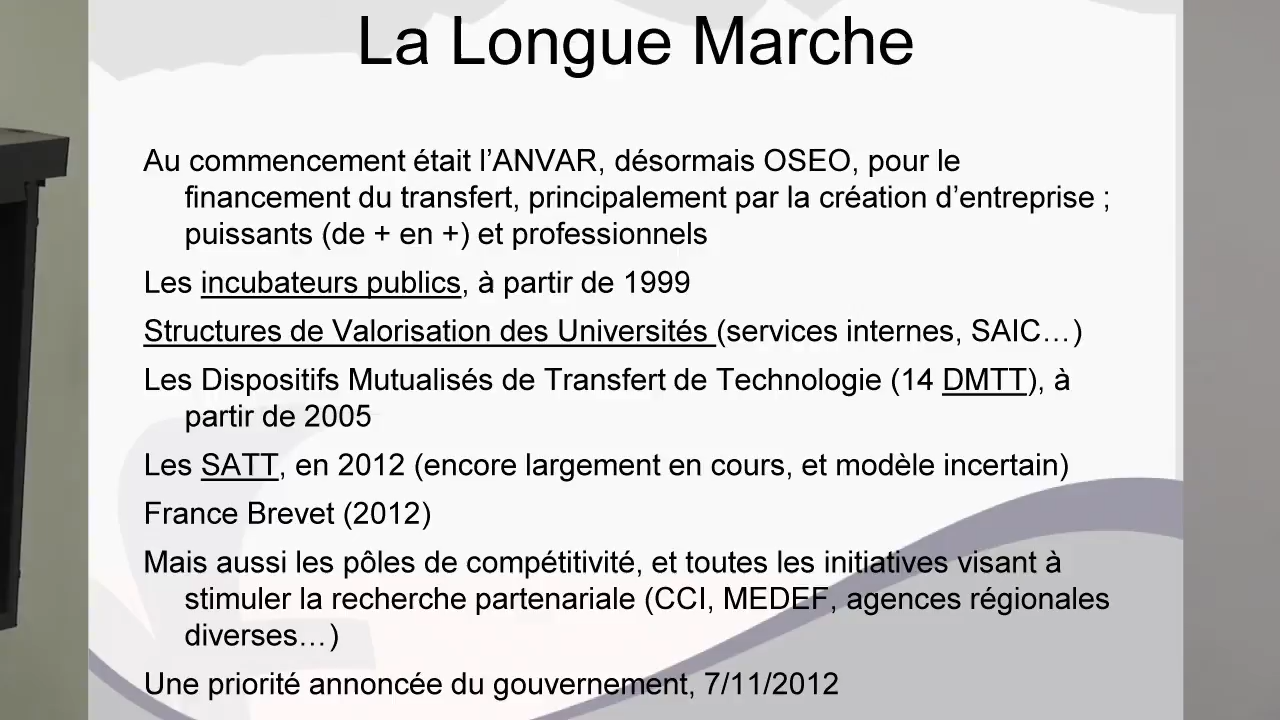 La Longue Marche
Au commencement était l’ANVAR, désormais OSEO, pour le
financement du transfert, principalement par la création d’entreprise ;
puissants (de + en +) et professionnels
Les incubateurs publics, à partir de 1999
Structures de Valorisation des Universités (services internes, SAIC…)
Les Dispositifs Mutualisés de Transfert de Technologie (14 DMTT), à
partir de 2005
Les SATT, en 2012 (encore largement en cours, et modèle incertain)
France Brevet (2012)
Mais aussi les pôles de compétitivité, et toutes les initiatives visant à
stimuler la recherche partenariale (CCI, MEDEF, agences régionales
diverses…)
Une priorité annoncée du gouvernement, 7/11/2012